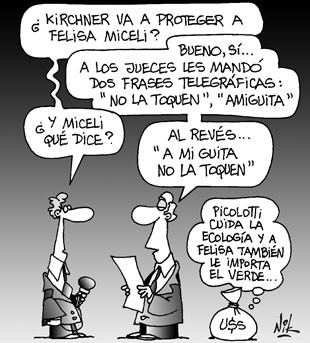 ¿ KIRCHNER VA A PROTEGER A
FELISA MICELI?
BUENO, SÍ...
A LOS JUECES LES MANDÓ
DOS FRASES TELEGRÁFICAS:
"NO LA TOQUEN", "AMIGUITA"
¿ Y MICELI
QUÉ DICE?
AL REVÉS...
"A MI GUITA
NO LA TOQUEN"
PICOLOTTI
CUIDA LA
ECOLOGÍA Y A
FELISA TAMBIÉN
LE IMPORTA
EL VERDE...
U$S
NIK